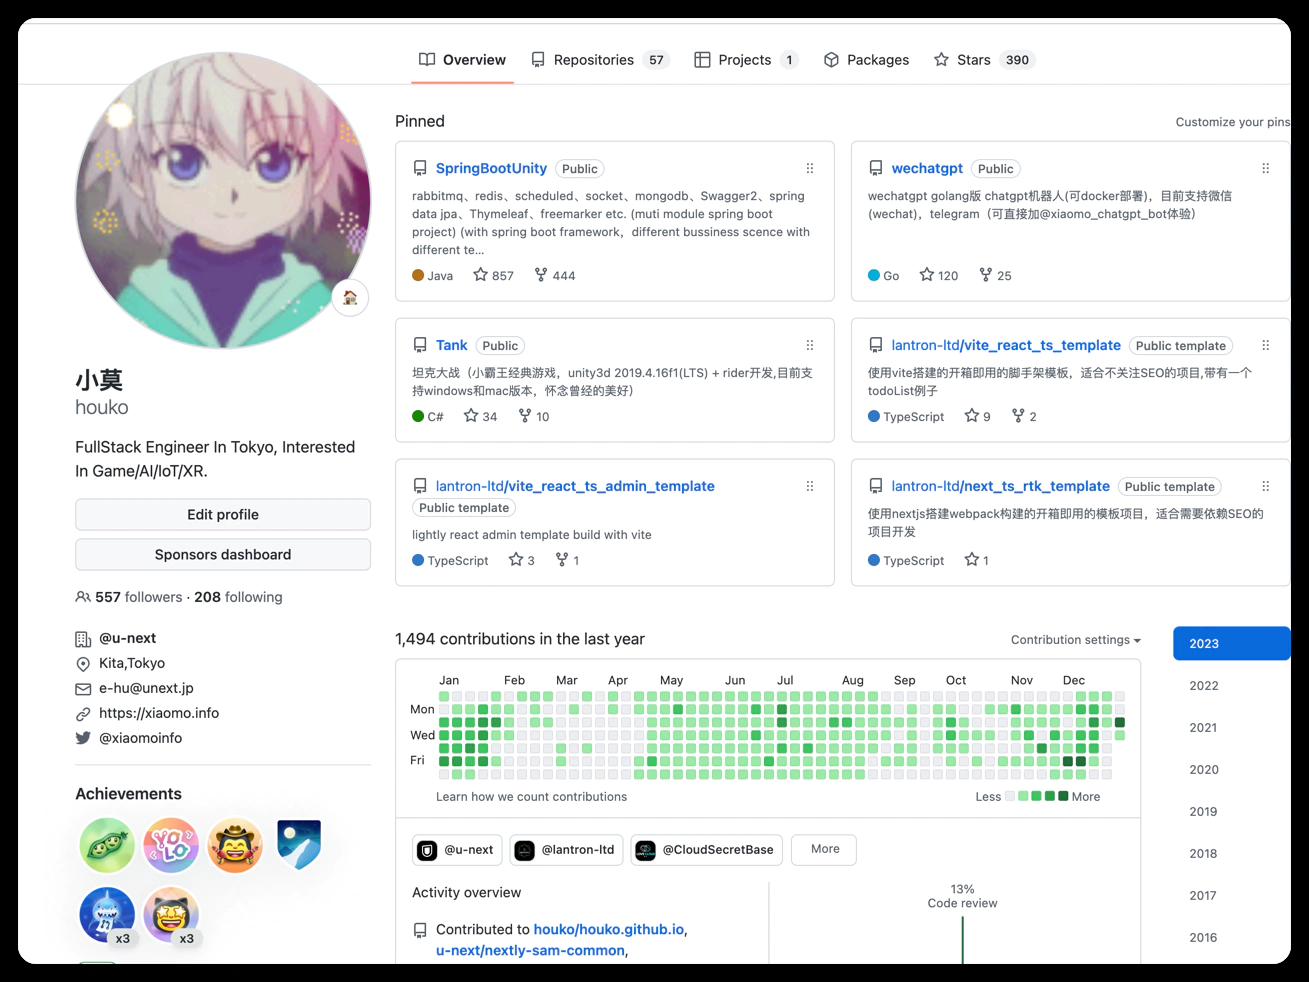 Overview
Repositories 57
Projects 1
Packages
Stars 390
小莫
houko
FullStack Engineer In Tokyo, Interested
In Game/AI/IoT/XR.
Edit profile
Sponsors dashboard
557 followers · 208 following
@u-next
Kita,Tokyo
e-hu@unext.jp
https://xiaomo.info
@xiaomoinfo
Achievements
YOLO
x3
x3
Pinned
Customize your pins
SpringBootUnity Public
rabbitmq、redis、scheduled、socket、mongodb、Swagger2、spring
data jpa、Thymeleaf、freemarker etc. (muti module spring boot
project) (with spring boot framework，different bussiness scence with
different te...
Java 857 444
wechatgpt Public
wechatgpt golang版 chatgpt机器人(可docker部署)，目前支持微信
(wechat)，telegram（可直接加@xiaomo_chatgpt_bot体验）
Go 120 25
Tank Public
坦克大战（小霸王经典游戏，unity3d 2019.4.16f1(LTS) + rider开发,目前支
持windows和mac版本，怀念曾经的美好）
C# 34 10
lantron-ltd/vite_react_ts_template Public template
使用vite搭建的开箱即用的脚手架模板，适合不关注SEO的项目,带有一个
todoList例子
TypeScript 9 2
lantron-ltd/vite_react_ts_admin_template
Public template
lightly react admin template build with vite
TypeScript 3 1
lantron-ltd/next_ts_rtk_template Public template
使用nextjs搭建webpack构建的开箱即用的模板项目，适合需要依赖SEO的
项目开发
TypeScript 1
1,494 contributions in the last year
Contribution settings
Jan Feb Mar Apr May Jun Jul Aug Sep Oct Nov Dec
Mon
Wed
Fri
Learn how we count contributions
Less More
@u-next
@lantron-ltd
@CloudSecretBase
More
Activity overview
Contributed to houko/houko.github.io,
u-next/nextly-sam-common,
13%
Code review
2023
2022
2021
2020
2019
2018
2017
2016